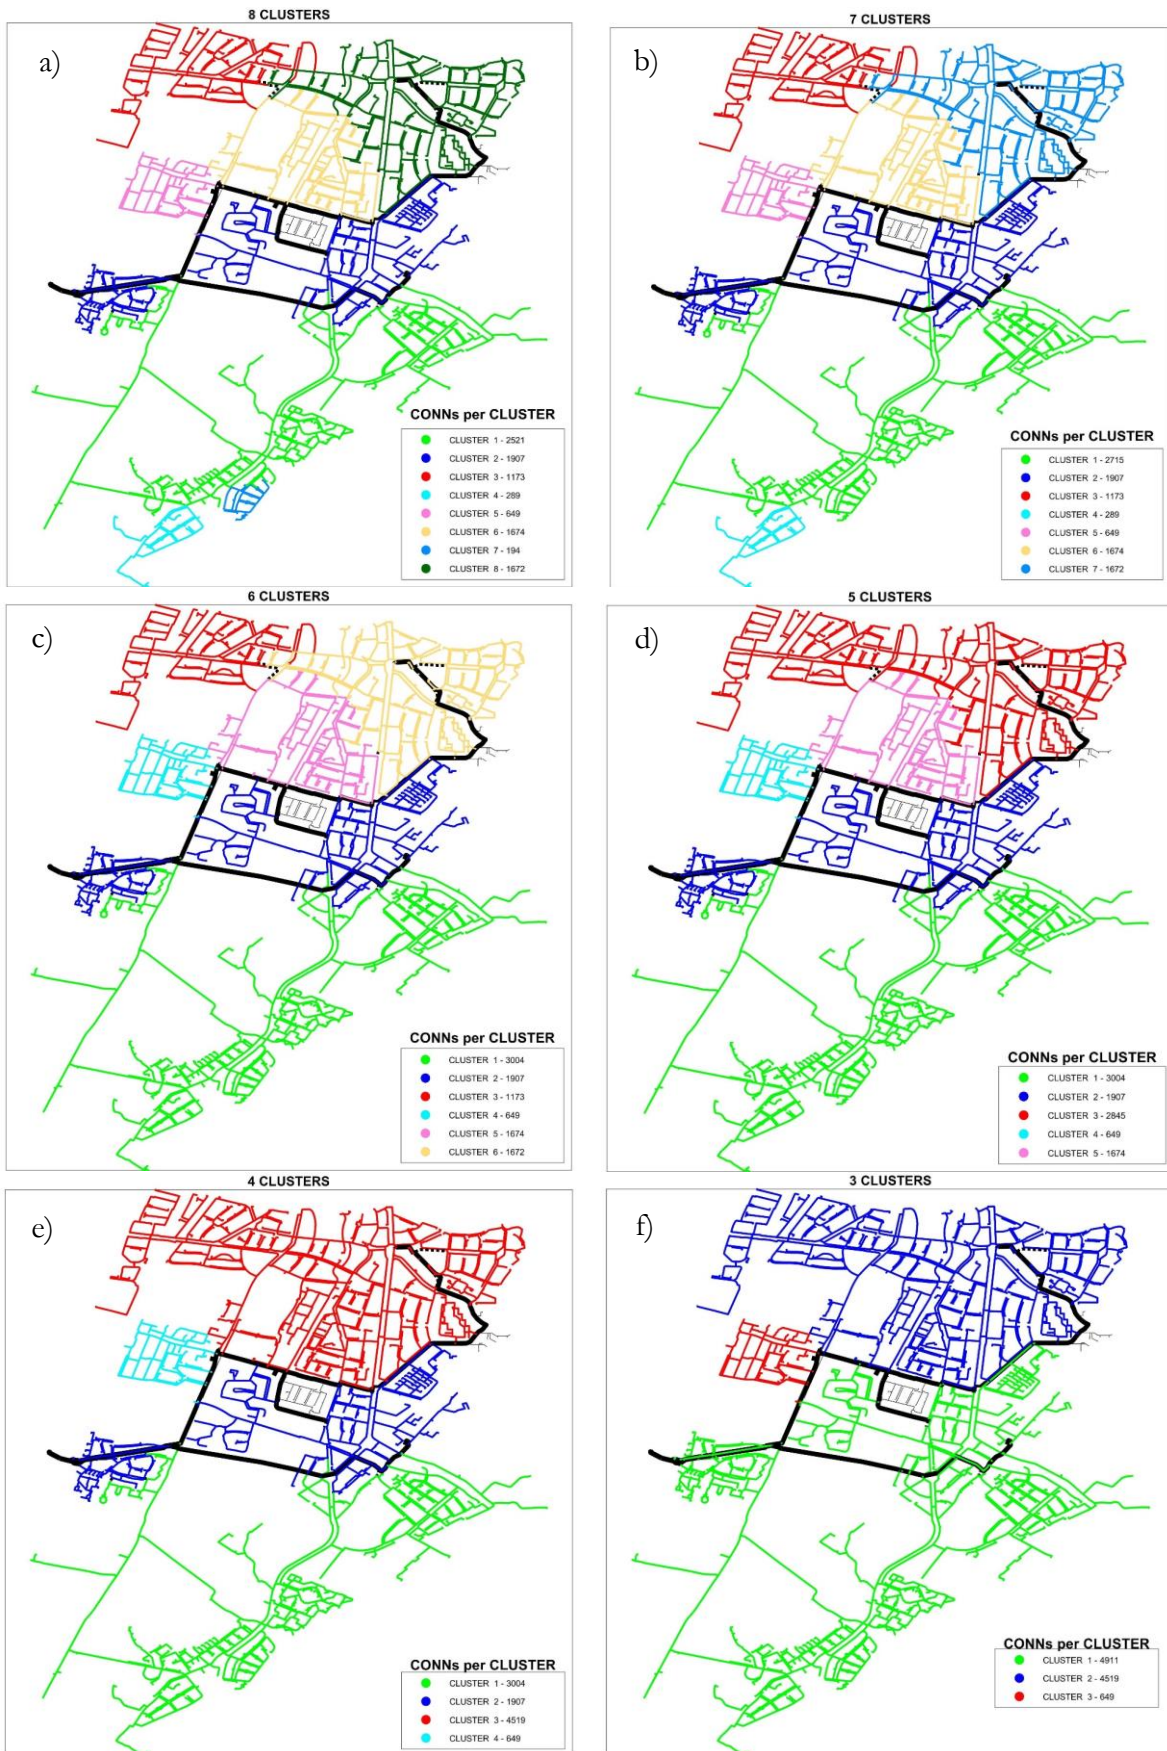 8 CLUSTERS
a)
CONNs per CLUSTER
CLUSTER 1 - 2521
CLUSTER 2 - 1907
CLUSTER 3 - 1173
CLUSTER 4 - 289
CLUSTER 5 - 649
CLUSTER 6 - 1674
CLUSTER 7 - 194
CLUSTER 8 - 1672
7 CLUSTERS
b)
CONNs per CLUSTER
CLUSTER 1 - 2715
CLUSTER 2 - 1907
CLUSTER 3 - 1173
CLUSTER 4 - 289
CLUSTER 5 - 649
CLUSTER 6 - 1674
CLUSTER 7 - 1672
6 CLUSTERS
c)
CONNs per CLUSTER
CLUSTER 1 - 3004
CLUSTER 2 - 1907
CLUSTER 3 - 1173
CLUSTER 4 - 649
CLUSTER 5 - 1674
CLUSTER 6 - 1672
5 CLUSTERS
d)
CONNs per CLUSTER
CLUSTER 1 - 3004
CLUSTER 2 - 1907
CLUSTER 3 - 2845
CLUSTER 4 - 649
CLUSTER 5 - 1674
4 CLUSTERS
e)
CONNs per CLUSTER
CLUSTER 1 - 3004
CLUSTER 2 - 1907
CLUSTER 3 - 4519
CLUSTER 4 - 649
3 CLUSTERS
f)
CONNs per CLUSTER
CLUSTER 1 - 4911
CLUSTER 2 - 4519
CLUSTER 3 - 649